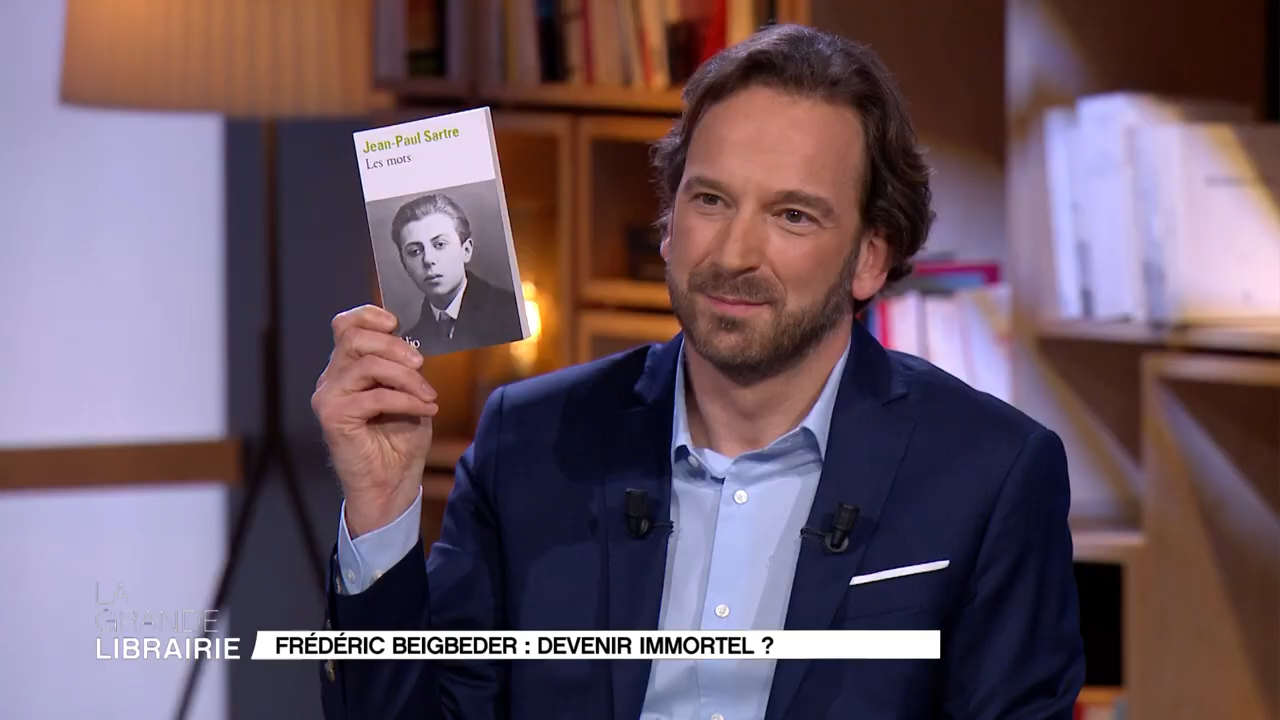 Jean-Paul Sartre
Les mots
LA
GRANDE
LIBRAIRIE
FRÉDÉRIC BEIGBEDER : DEVENIR IMMORTEL ?